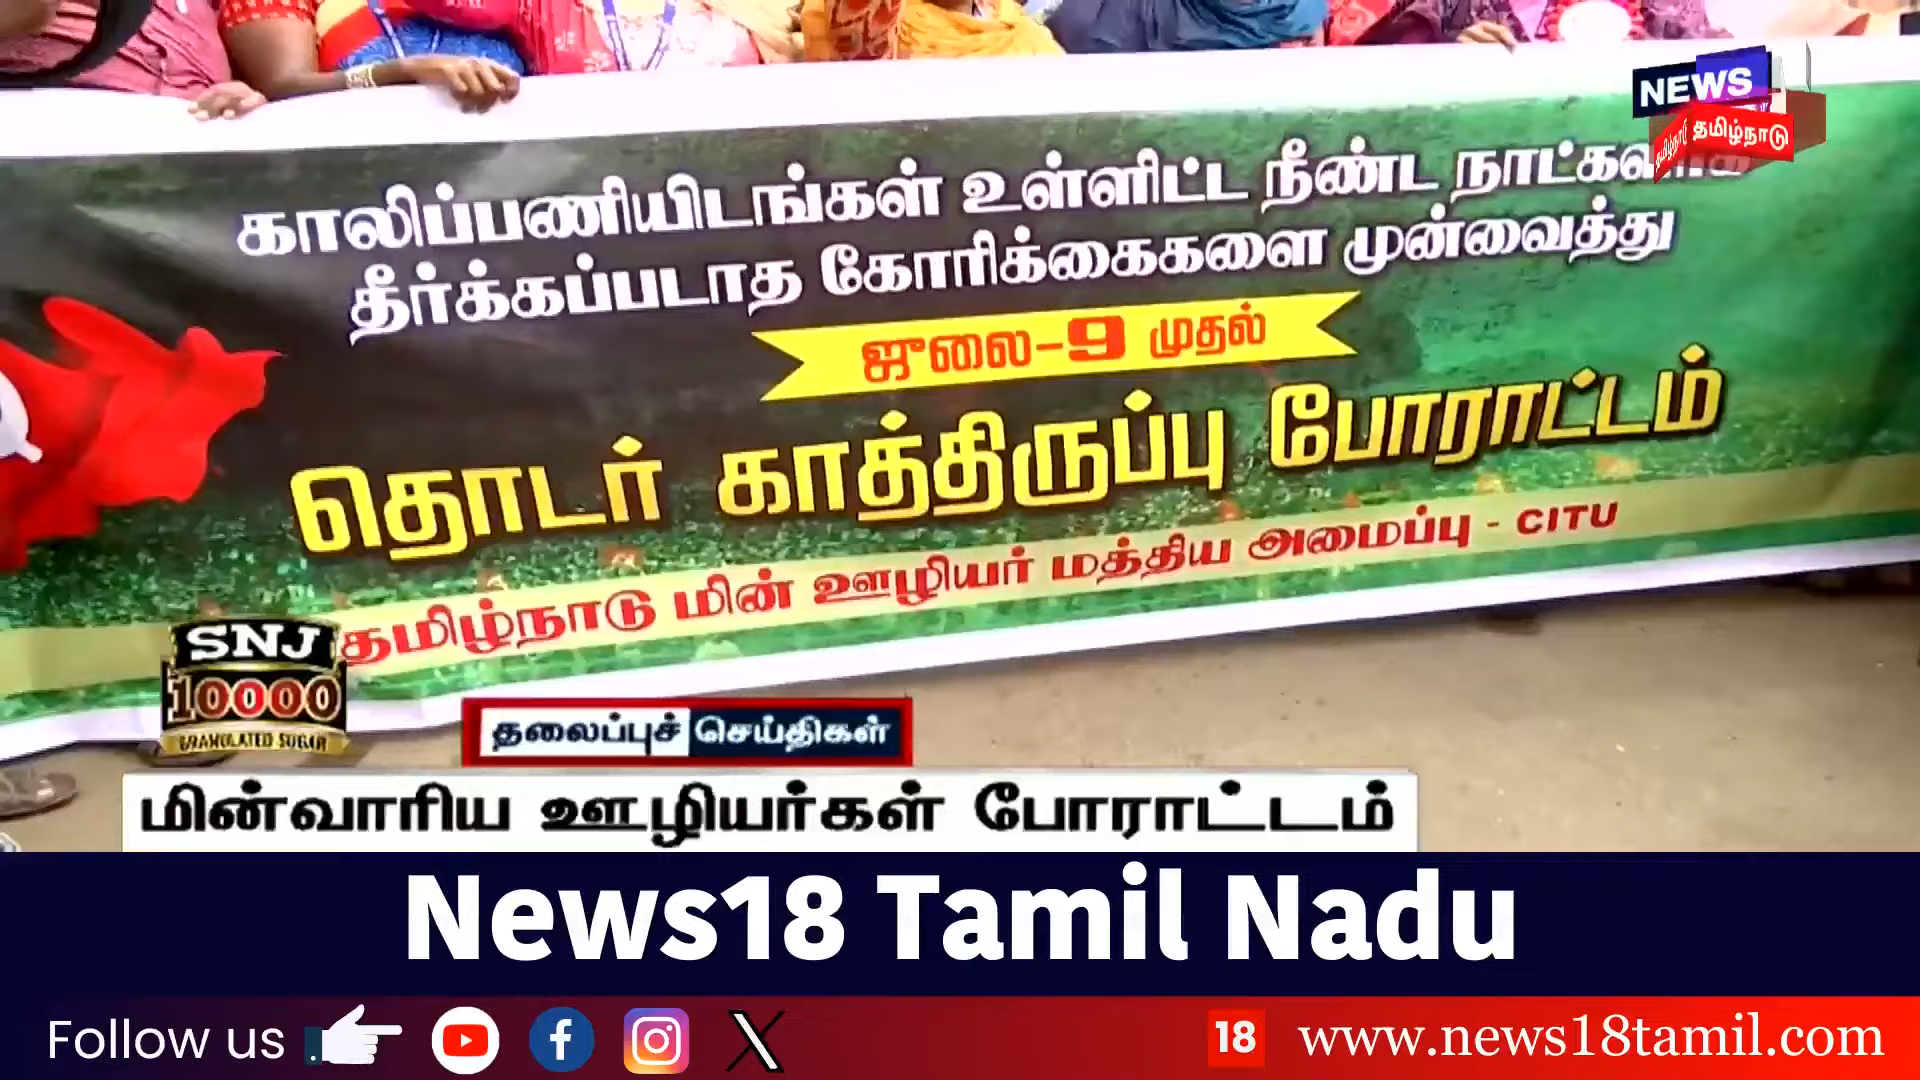 NEWS
தமிழ்நாடு
தமிழ்நாடு
காலிப்பணியிடங்கள் உள்ளிட்ட நீண்ட
தீர்க்கப்படாத கோரிக்கைகளை முன்வைத்து
ஜுலை-9 முதல்
தொடர் காத்திருப்பு போராட்டம்
தமிழ்நாடு மின் ஊழியர் மத்திய அமைப்பு - CITU
SNJ
10000
GRANULATED SUGAR
தலைப்புச் செய்திகள்
மின்வாரிய ஊழியர்கள் போராட்டம்
News18 Tamil Nadu
Follow us
18 www.news18tamil.com